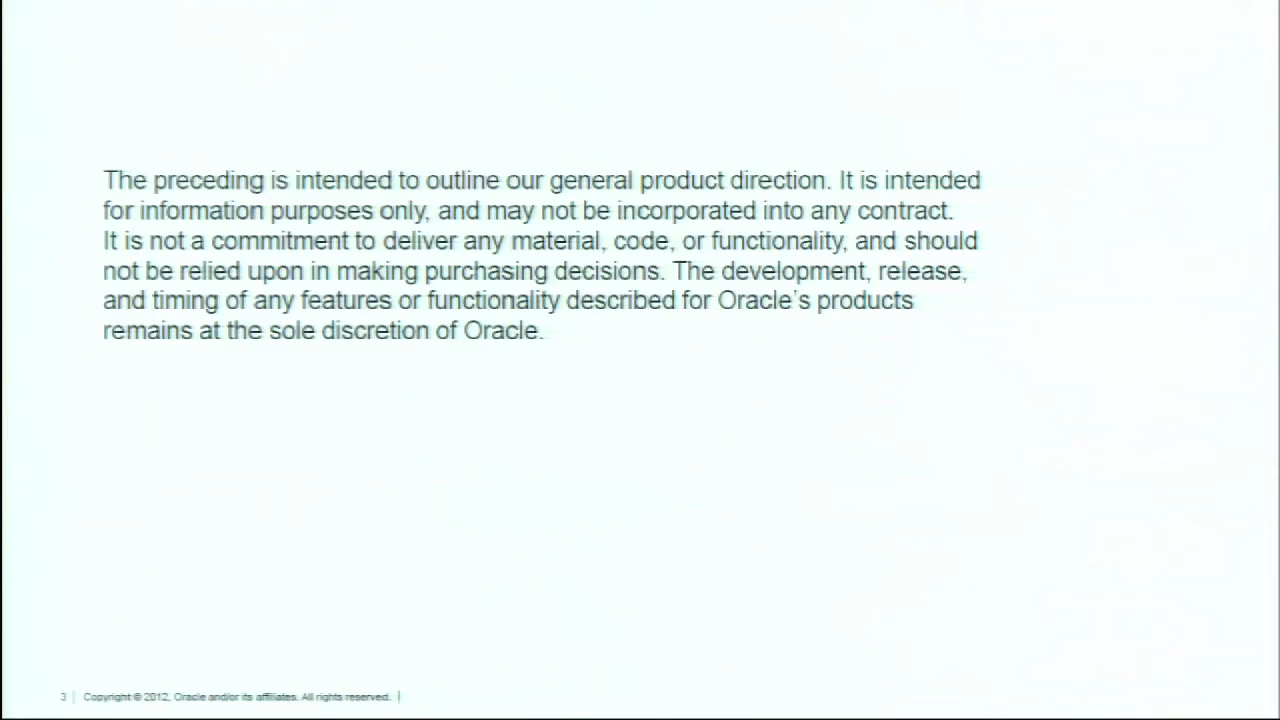 The preceding is intended to outline our general product direction. It is intended
for information purposes only, and may not be incorporated into any contract.
It is not a commitment to deliver any material, code, or functionality, and should
not be relied upon in making purchasing decisions. The development, release,
and timing of any features or functionality described for Oracle’s products
remains at the sole discretion of Oracle.
3 | Copyright © 2012, Oracle and/or its affiliates. All rights reserved. |